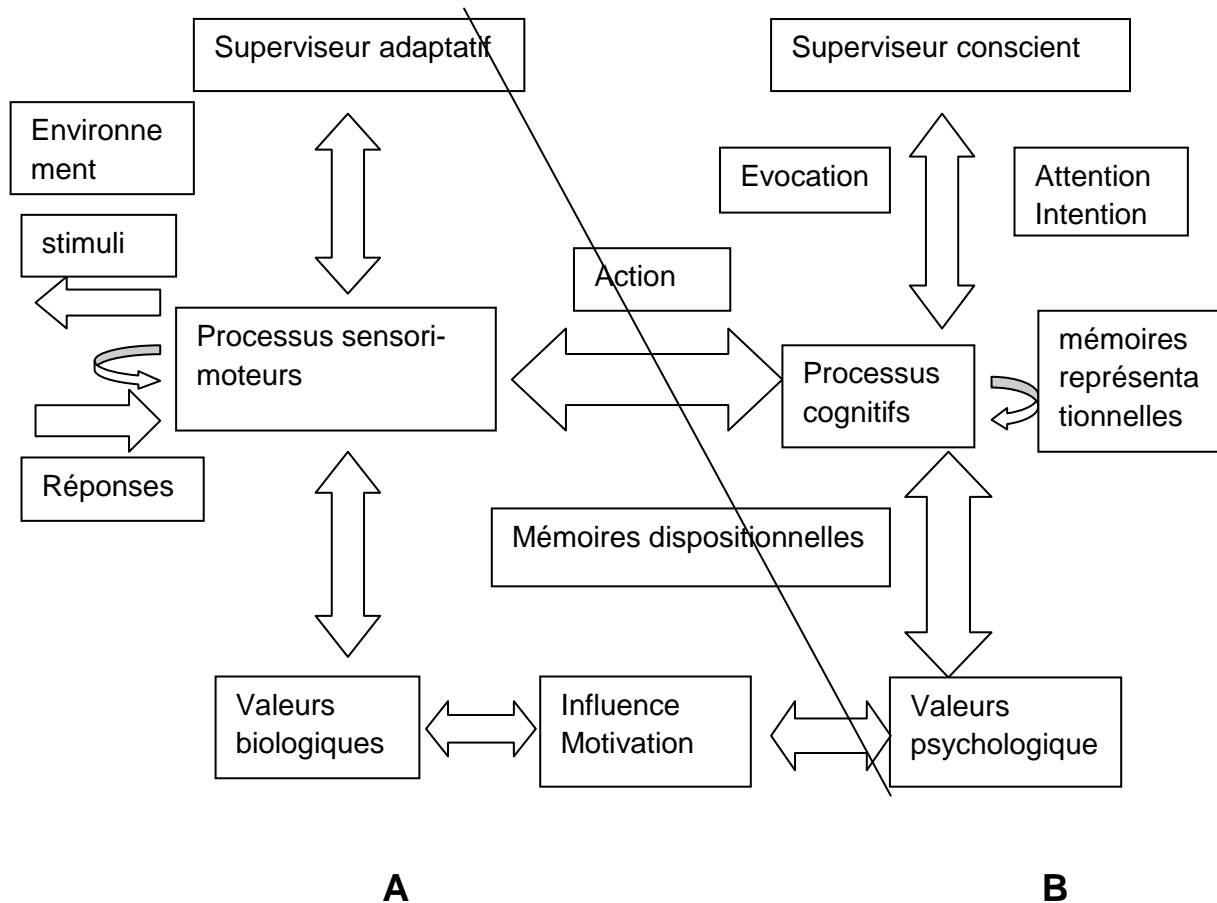 Superviseur adaptatif
Superviseur conscient
Environne
ment
Evocation
Attention
Intention
stimuli
Action
Processus sensori-
moteurs
mémoires
représenta
tionnelles
Processus
cognitifs
Réponses
Mémoires dispositionnelles
Valeurs
biologiques
Influence
Motivation
Valeurs
psychologique
A
B